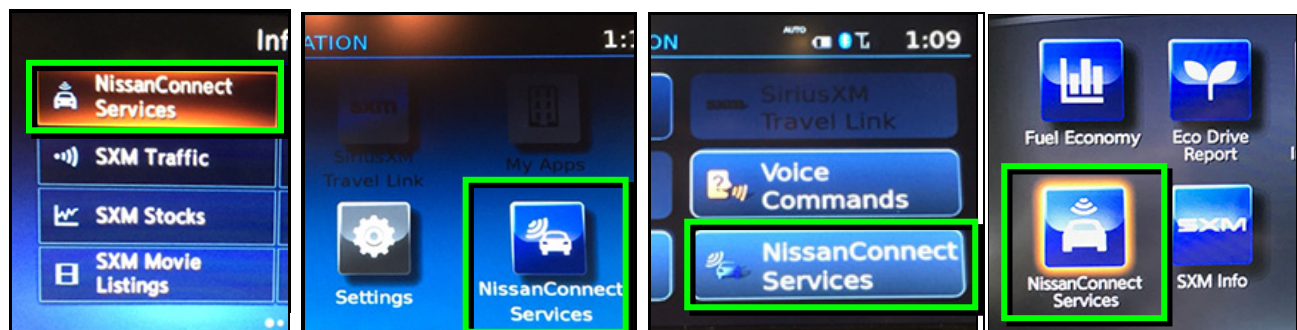 Inf
NissanConnect
Services
SXM Traffic
SXM Stocks
SXM Movie
Listings
ATION
1:1
sxm
SiriusXM
Travel Link
My Apps
Settings
NissanConnect
Services
ON
AUTO
1:09
SiriusXM
Travel Link
Voice
Commands
NissanConnect
Services
Fuel Economy
Eco Drive
Report
NissanConnect
Services
SXM
SXM Info